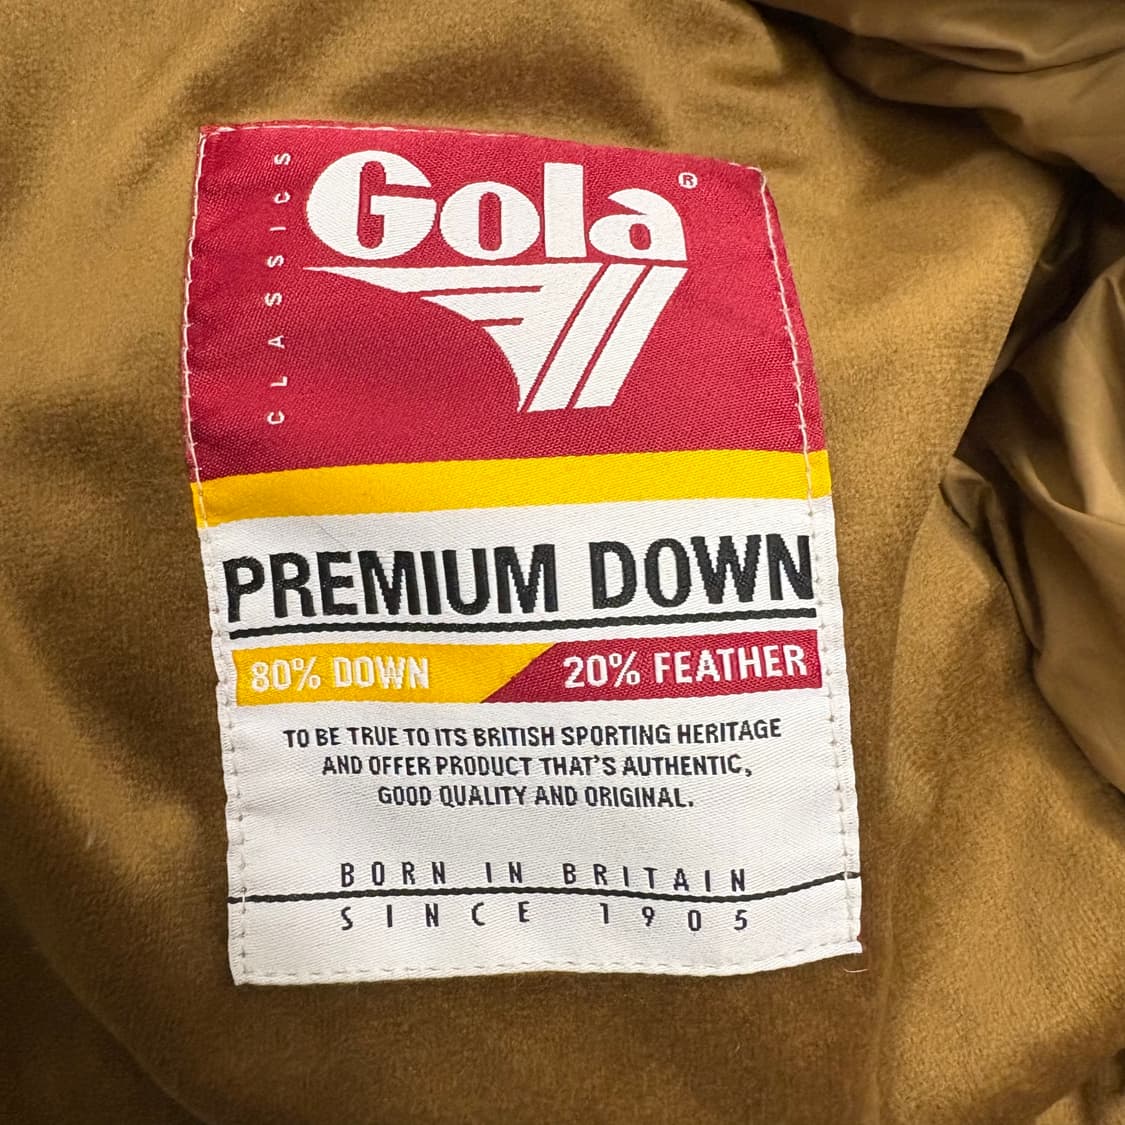 CLASSICS
Gola®
PREMIUM DOWN
80% DOWN 20% FEATHER
TO BE TRUE TO ITS BRITISH SPORTING HERITAGE
AND OFFER PRODUCT THAT'S AUTHENTIC,
GOOD QUALITY AND ORIGINAL.
BORN IN BRITAIN
SINCE 1905